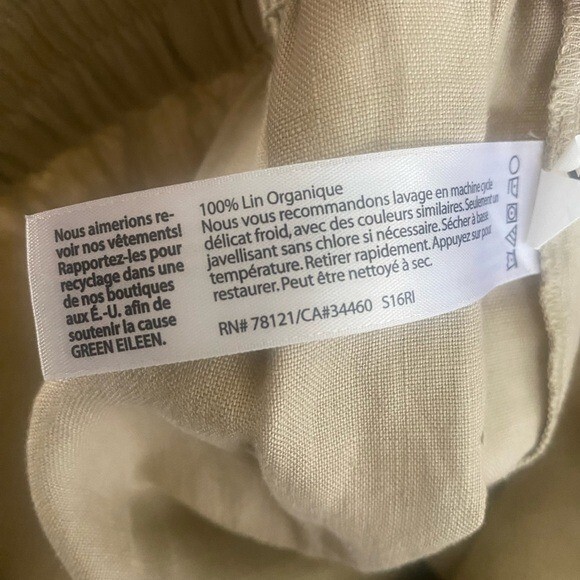 Nous aimerions re-
voir nos vêtements!
Rapportez-les pour
recyclage dans une
de nos boutiques
aux É.-U. afin de
soutenir la cause
GREEN EILEEN.
100% Lin Organique
Nous vous recommandons lavage en machine cycle
délicat froid, avec des couleurs similaires. Seulement un
javellisant sans chlore si nécessaire. Sécher à basse
température. Retirer rapidement. Appuyez sur pour
restaurer. Peut être nettoyé à sec.
RN# 78121/CA#34460 S16RI